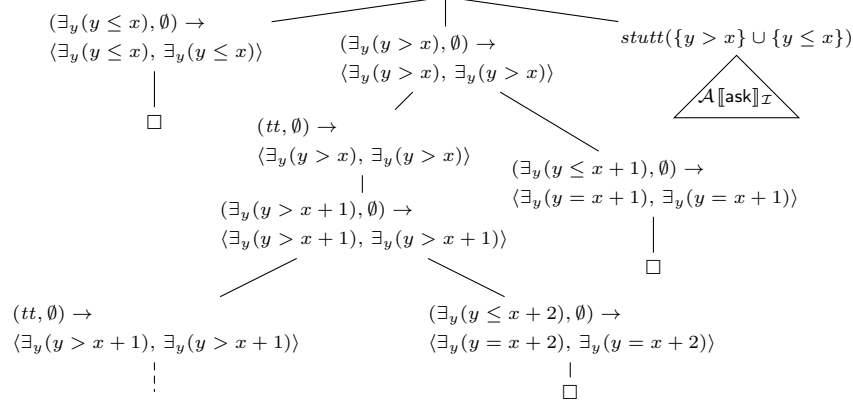 (∃y(y ≤ x), ∅) →
⟨∃y(y ≤ x), ∃y(y ≤ x)⟩
□
(∃y(y > x), ∅) →
⟨∃y(y > x), ∃y(y > x)⟩
stutt({y > x} ∪ {y ≤ x})
𝒜⟦ask⟧ℐ
(tt, ∅) →
⟨∃y(y > x), ∃y(y > x)⟩
(∃y(y ≤ x + 1), ∅) →
⟨∃y(y = x + 1), ∃y(y = x + 1)⟩
□
(∃y(y > x + 1), ∅) →
⟨∃y(y > x + 1), ∃y(y > x + 1)⟩
(tt, ∅) →
⟨∃y(y > x + 1), ∃y(y > x + 1)⟩
(∃y(y ≤ x + 2), ∅) →
⟨∃y(y = x + 2), ∃y(y = x + 2)⟩
□